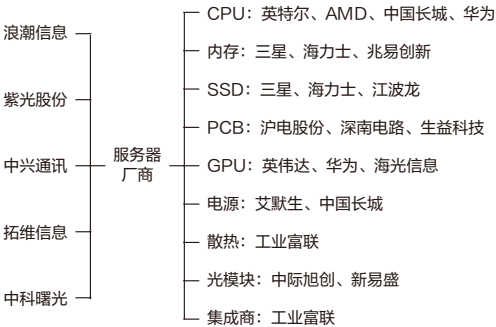 浪潮信息
紫光股份
中兴通讯
拓维信息
中科曙光
服务器
厂商
CPU：英特尔、AMD、中国长城、华为
内存：三星、海力士、兆易创新
SSD：三星、海力士、江波龙
PCB：沪电股份、深南电路、生益科技
GPU：英伟达、华为、海光信息
电源：艾默生、中国长城
散热：工业富联
光模块：中际旭创、新易盛
集成商：工业富联